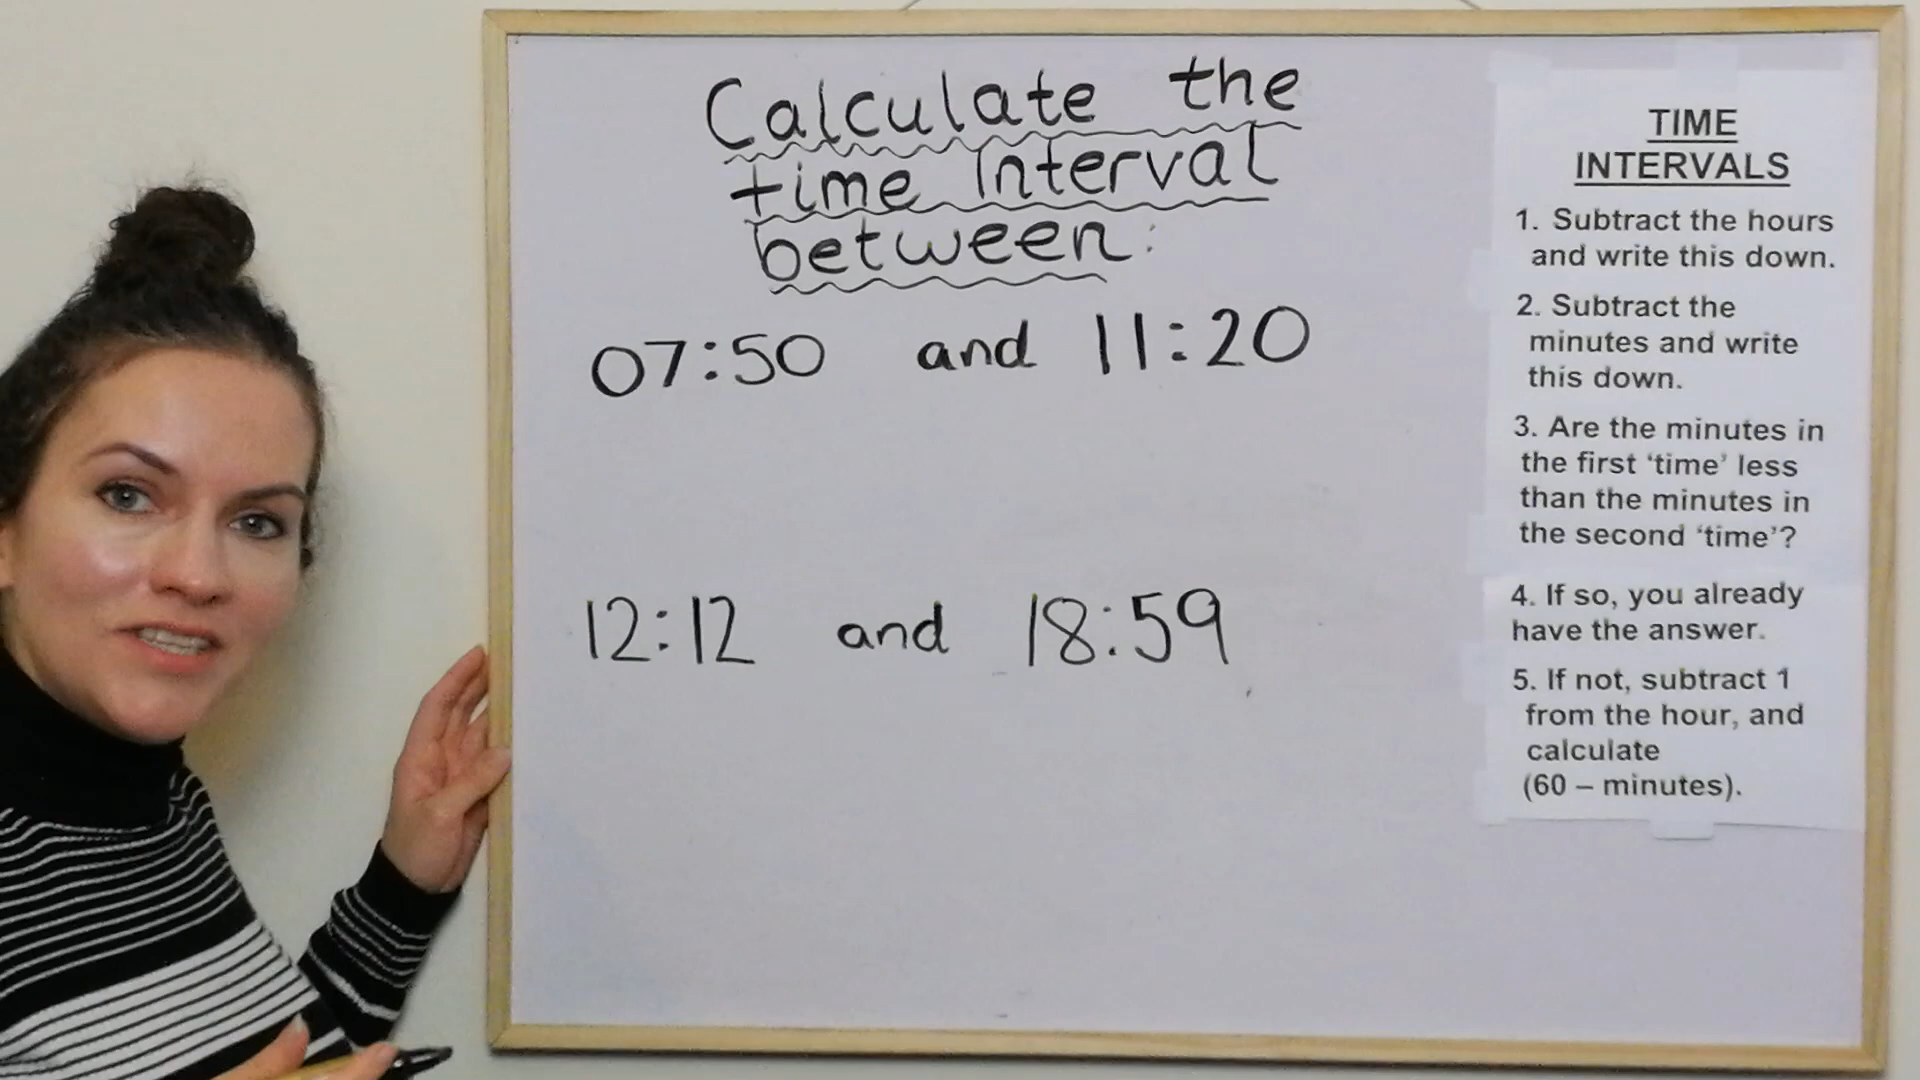 Calculate the
time interval
between:
07:50 and 11:20
12:12 and 18:59
TIME
INTERVALS
1. Subtract the hours
and write this down.
2. Subtract the
minutes and write
this down.
3. Are the minutes in
the first ‘time’ less
than the minutes in
the second ‘time’?
4. If so, you already
have the answer.
5. If not, subtract 1
from the hour, and
calculate
(60 – minutes).